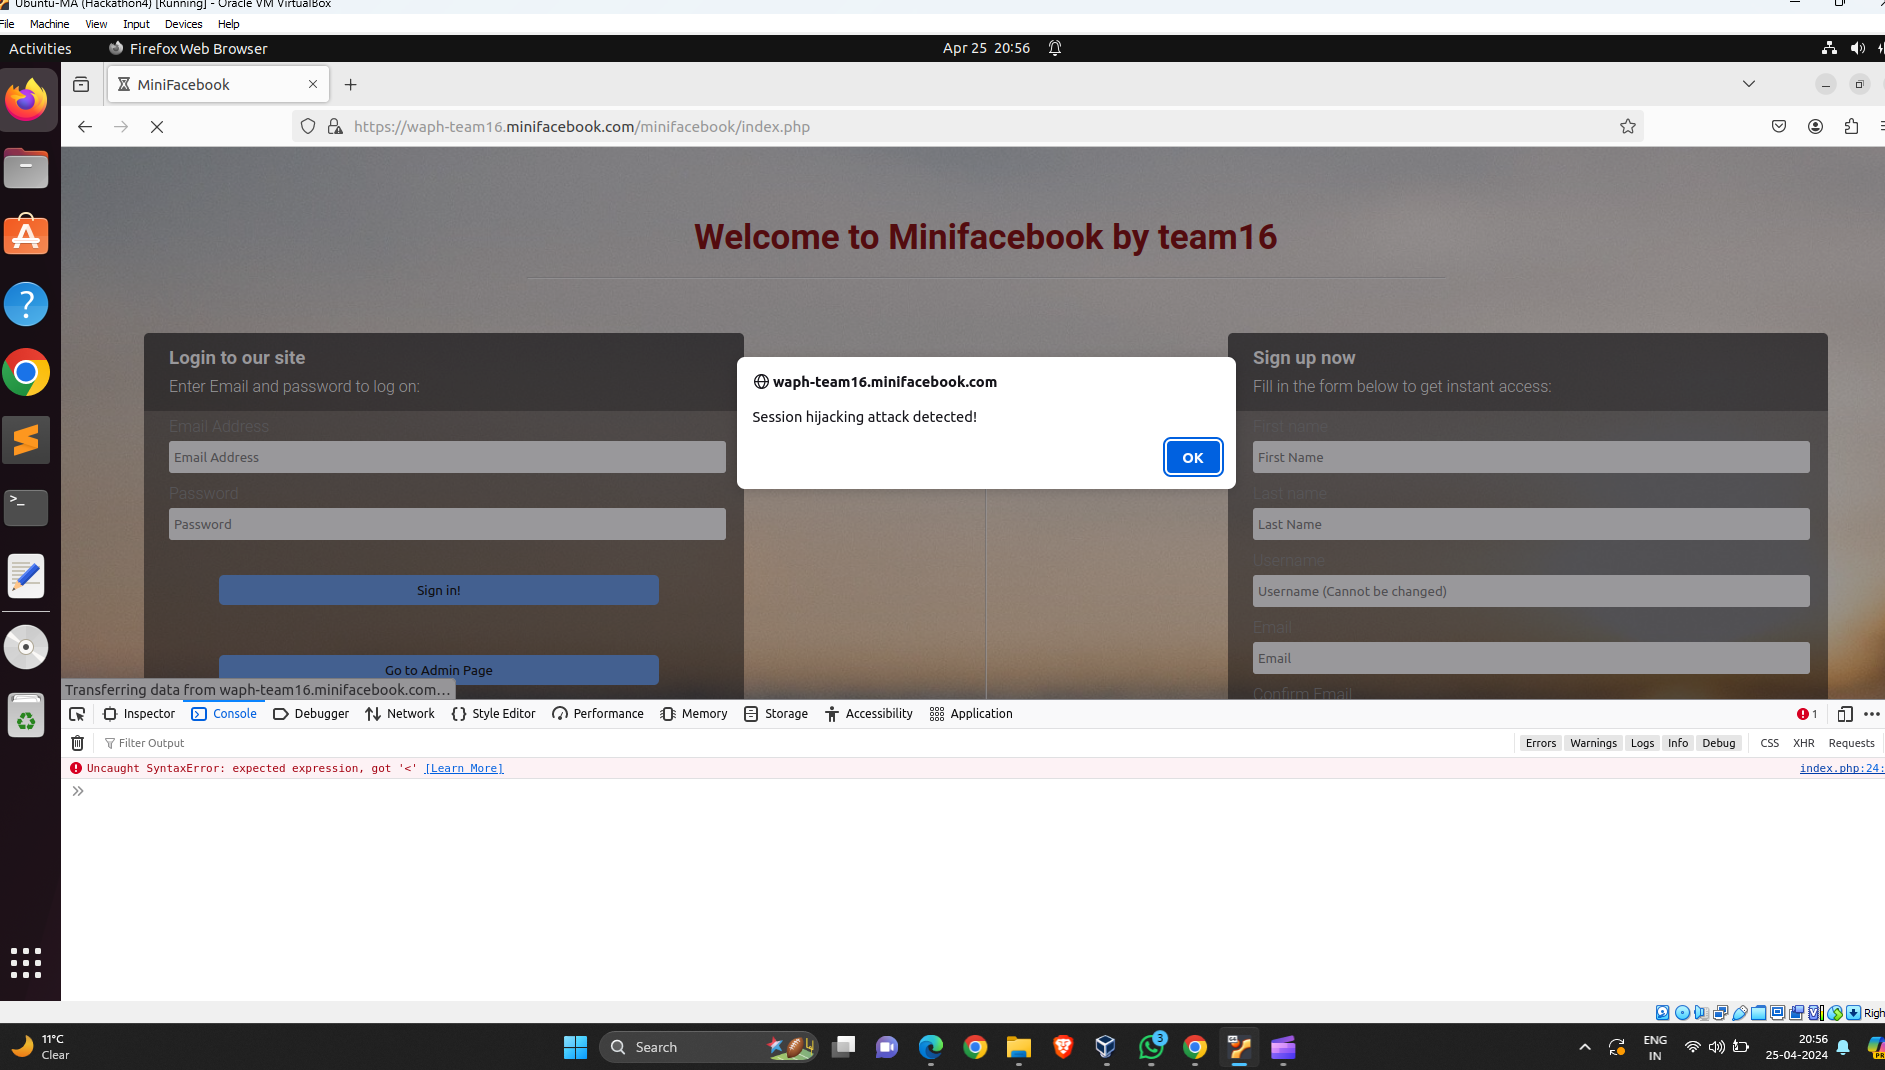 Ubuntu-MA (Hackathon4) [Running] - Oracle VM VirtualBox
File Machine View Input Devices Help
Activities Firefox Web Browser Apr 25 20:56
MiniFacebook
https://waph-team16.minifacebook.com/minifacebook/index.php
Welcome to Minifacebook by team16
Login to our site
Enter Email and password to log on:
Email Address
Email Address
Password
Password
Sign in!
Go to Admin Page
waph-team16.minifacebook.com
Session hijacking attack detected!
OK
Sign up now
Fill in the form below to get instant access:
First name
First Name
Last name
Last Name
Username
Username (Cannot be changed)
Email
Email
Confirm Email
Transferring data from waph-team16.minifacebook.com…
Inspector Console Debugger Network Style Editor Performance Memory Storage Accessibility Application 1
Filter Output Errors Warnings Logs Info Debug CSS XHR Requests
Uncaught SyntaxError: expected expression, got '<' [Learn More] index.php:24:
Righ
11°C
Clear
Search
3
ENG
IN
20:56
25-04-2024